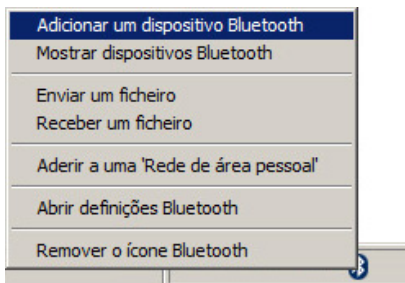 Adicionar um dispositivo Bluetooth
Mostrar dispositivos Bluetooth
Enviar um ficheiro
Receber um ficheiro
Aderir a uma 'Rede de área pessoal'
Abrir definições Bluetooth
Remover o ícone Bluetooth